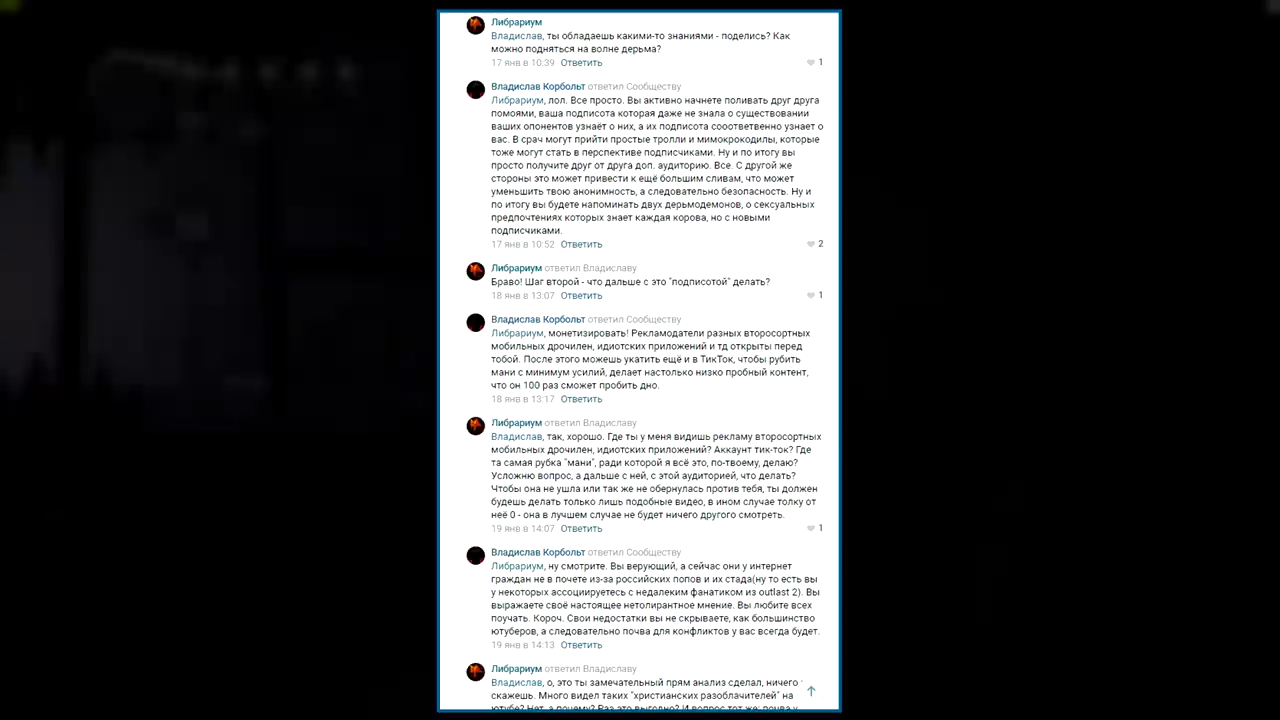 Либрариум
Владислав, ты обладаешь какими-то знаниями - поделись? Как
можно подняться на волне дерьма?
17 янв в 10:39 Ответить 1
Владислав Корбольт ответил Сообществу
Либрариум, лол. Все просто. Вы активно начнете поливать друг друга
помоями, ваша подписота которая даже не знала о существовании
ваших опонентов узнаёт о них, а их подписота сооответвенно узнает о
вас. В срач могут прийти простые тролли и мимокрокодилы, которые
тоже могут стать в перспективе подписчиками. Ну и по итогу вы
просто получите друг от друга доп. аудиторию. Все. С другой же
стороны это может привести к ещё большим сливам, что может
уменьшить твою анонимность, а следовательно безопасность. Ну и
по итогу вы будете напоминать двух дерьмодемонов, о сексуальных
предпочтениях которых знает каждая корова, но с новыми
подписчиками.
17 янв в 10:52 Ответить 2
Либрариум ответил Владиславу
Браво! Шаг второй - что дальше с это "подписотой" делать?
18 янв в 13:07 Ответить 1
Владислав Корбольт ответил Сообществу
Либрариум, монетизировать! Рекламодатели разных второсортных
мобильных дрочилен, идиотских приложений и тд открыты перед
тобой. После этого можешь укатить ещё и в ТикТок, чтобы рубить
мани с минимум усилий, делает настолько низко пробный контент,
что он 100 раз сможет пробить дно.
18 янв в 13:17 Ответить
Либрариум ответил Владиславу
Владислав, так, хорошо. Где ты у меня видишь рекламу второсортных
мобильных дрочилен, идиотских приложений? Аккаунт тик-ток? Где
та самая рубка "мани", ради которой я всё это, по-твоему, делаю?
Усложню вопрос, а дальше с ней, с этой аудиторией, что делать?
Чтобы она не ушла или так же не обернулась против тебя, ты должен
будешь делать только лишь подобные видео, в ином случае толку от
неё 0 - она в лучшем случае не будет ничего другого смотреть.
19 янв в 14:07 Ответить 1
Владислав Корбольт ответил Сообществу
Либрариум, ну смотрите. Вы верующий, а сейчас они у интернет
граждан не в почете из-за российских попов и их стада(ну то есть вы
у некоторых ассоциируетесь с недалеким фанатиком из outlast 2). Вы
выражаете своё настоящее нетолирантное мнение. Вы любите всех
поучать. Короч. Свои недостатки вы не скрываете, как большинство
ютуберов, а следовательно почва для конфликтов у вас всегда будет.
19 янв в 14:13 Ответить
Либрариум ответил Владиславу
Владислав, о, это ты замечательный прям анализ сделал, ничего
скажешь. Много видел таких "христианских разоблачителей" на
ютубе? Нет, а почему? Раз это выгодно? И вопрос тот же: почва у